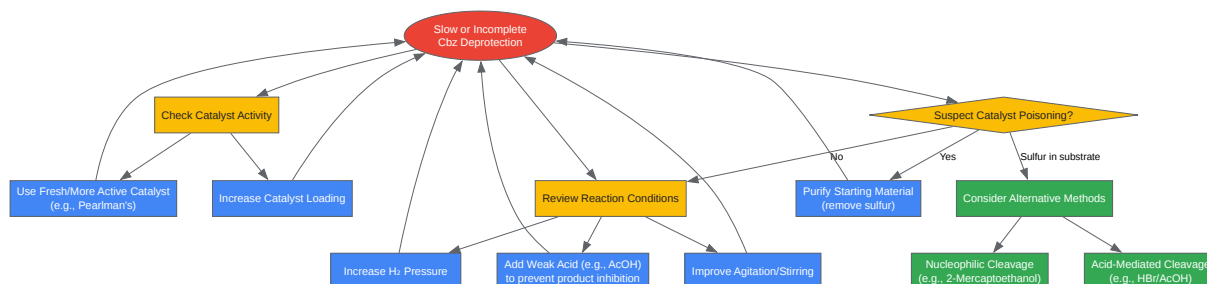 Slow or Incomplete
Cbz Deprotection
Check Catalyst Activity
Suspect Catalyst Poisoning?
No
Yes
Sulfur in substrate
Use Fresh/More Active Catalyst
(e.g., Pearlman's)
Increase Catalyst Loading
Review Reaction Conditions
Purify Starting Material
(remove sulfur)
Consider Alternative Methods
Increase H₂ Pressure
Add Weak Acid (e.g., AcOH)
to prevent product inhibition
Improve Agitation/Stirring
Nucleophilic Cleavage
(e.g., 2-Mercaptoethanol)
Acid-Mediated Cleavage
(e.g., HBr/AcOH)